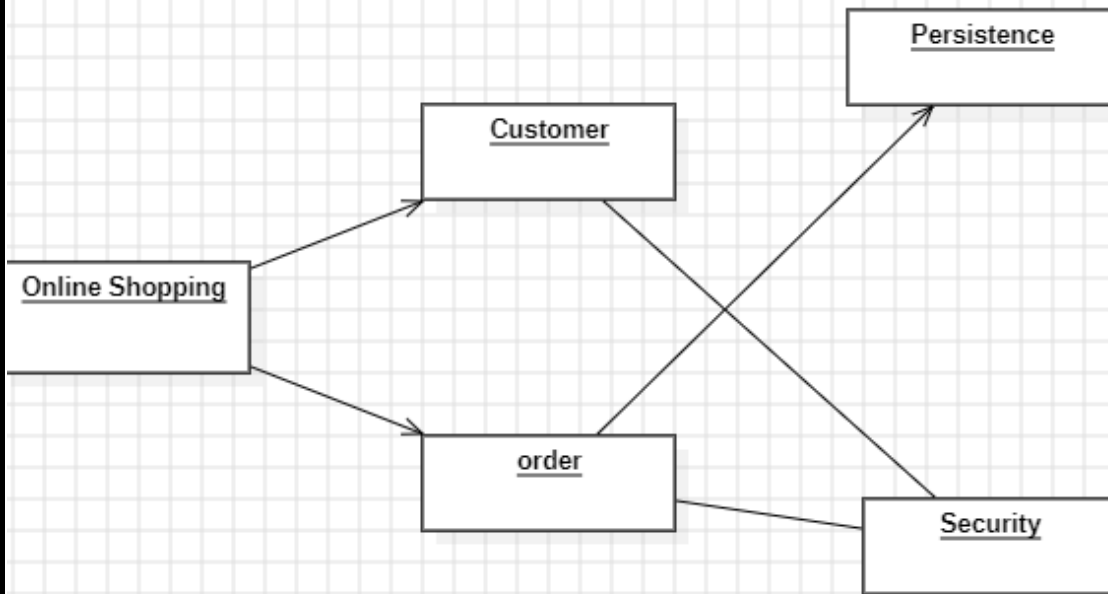 Persistence
Customer
Online Shopping
order
Security